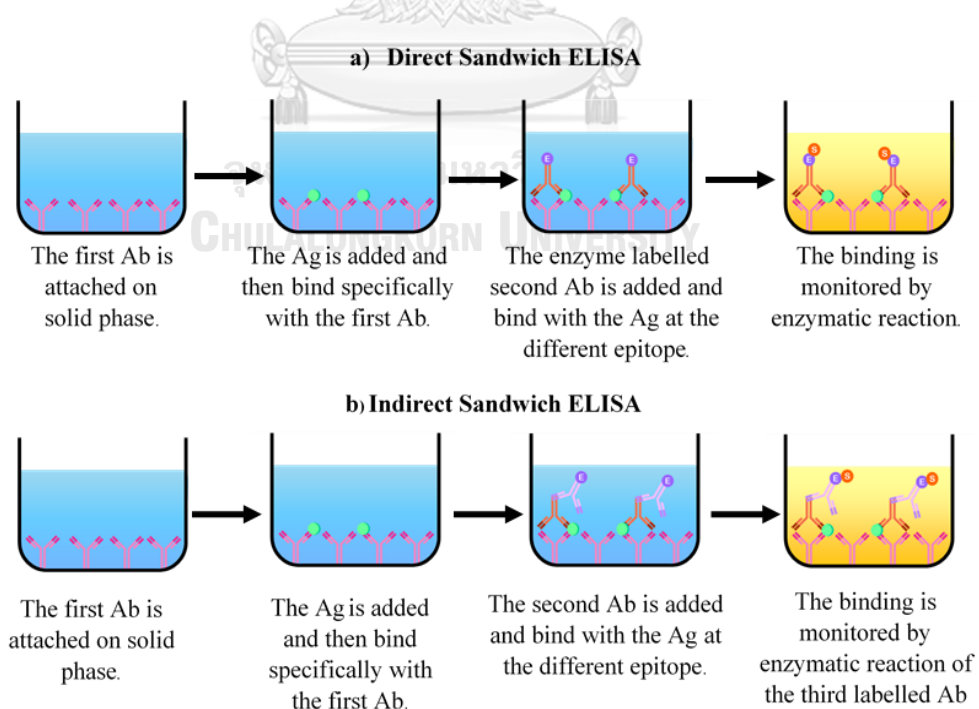 a) Direct Sandwich ELISA
E
E
S
E
S
E
CHULALONGKORN UNIVERSITY
The first Ab is
attached on
solid phase.
The Ag is added and
then bind specifically
with the first Ab.
The enzyme labelled
second Ab is added and
bind with the Ag at the
different epitope.
The binding is
monitored by
enzymatic reaction.
b) Indirect Sandwich ELISA
E
E
E
S
E
S
The first Ab is
attached on solid
phase.
The Ag is added
and then bind
specifically with
the first Ab.
The second Ab is added
and bind with the Ag at
the different epitope.
The binding is
monitored by
enzymatic reaction of
the third labelled Ab